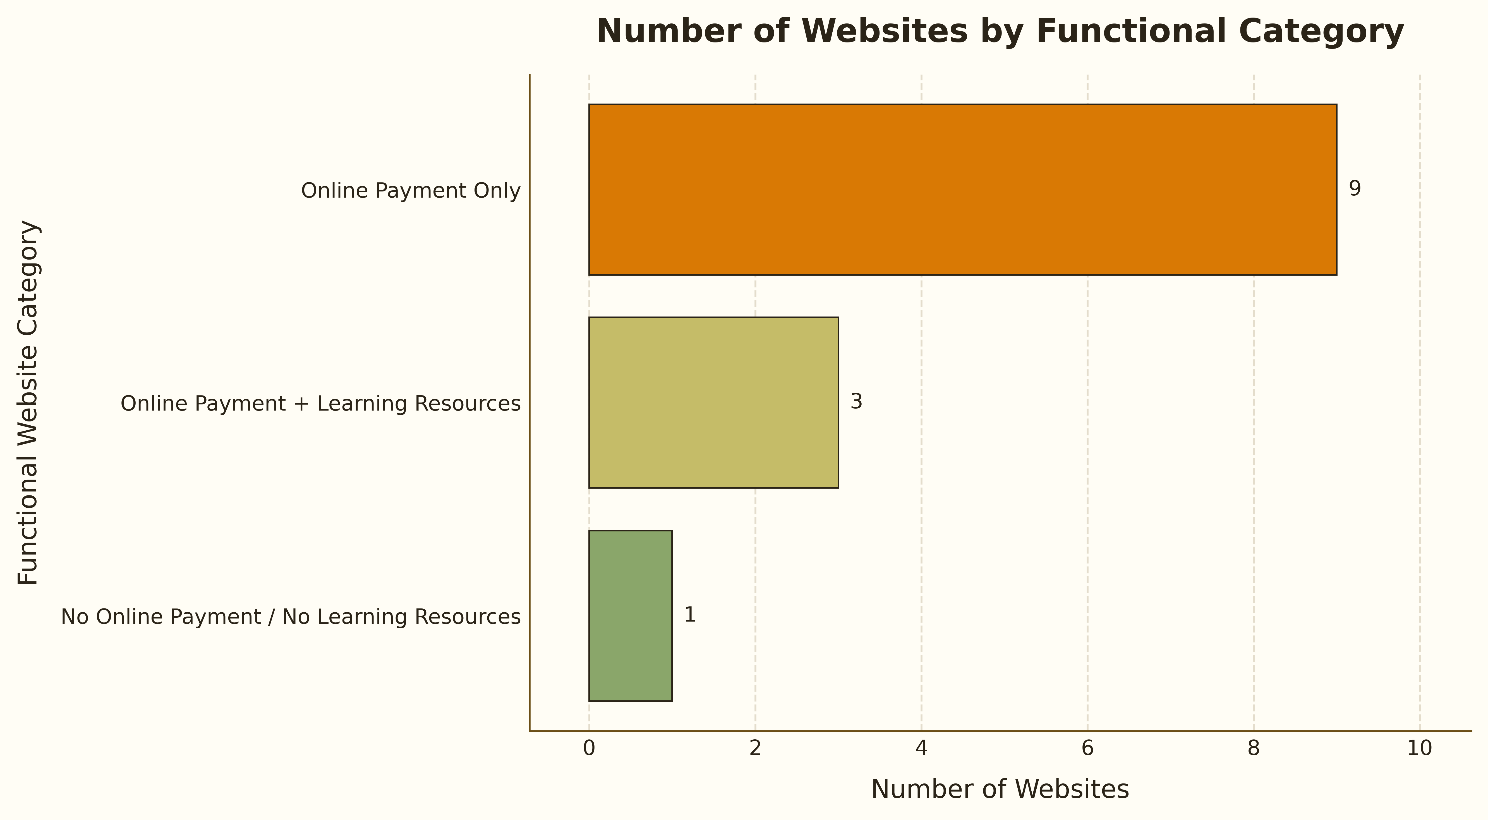 Number of Websites by Functional Category
Functional Website Category
Online Payment Only
9
Online Payment + Learning Resources
3
No Online Payment / No Learning Resources
1
0 2 4 6 8 10
Number of Websites